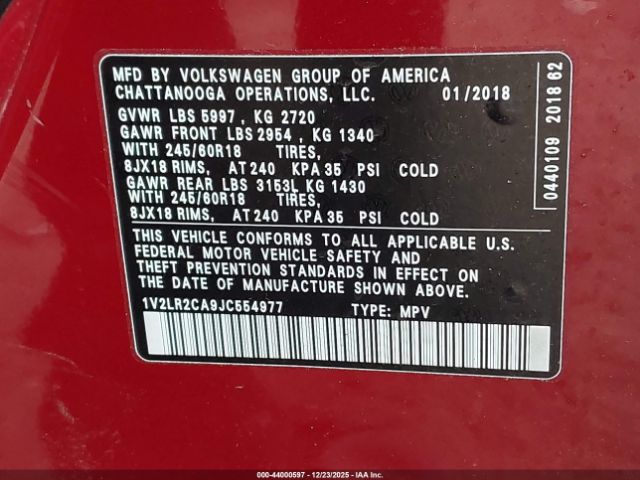 MFD BY VOLKSWAGEN GROUP OF AMERICA
CHATTANOOGA OPERATIONS, LLC. 01/2018
GVWR LBS 5997 , KG 2720
GAWR FRONT LBS 2954 , KG 1340
WITH 245/60R18 TIRES,
8JX18 RIMS, AT 240 KPA 35 PSI COLD
GAWR REAR LBS 3153L KG 1430
WITH 245/60R18 TIRES,
8JX18 RIMS, AT 240 KPA 35 PSI COLD
THIS VEHICLE CONFORMS TO ALL APPLICABLE U.S.
FEDERAL MOTOR VEHICLE SAFETY AND
THEFT PREVENTION STANDARDS IN EFFECT ON
THE DATE OF MANUFACTURE SHOWN ABOVE.
1V2LR2CA9JC554977 TYPE: MPV
0440109 2018 62
000-44000597 • 12/23/2025 • IAA Inc.